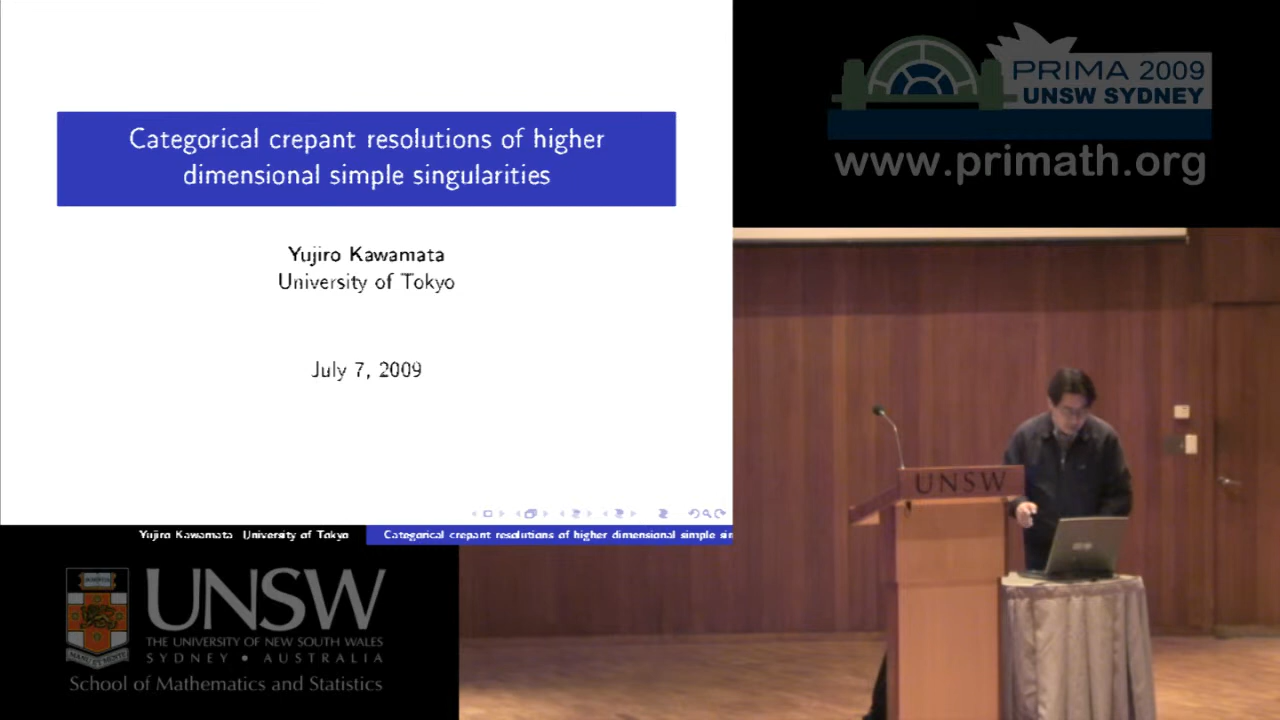 Categorical crepant resolutions of higher
dimensional simple singularities
Yujiro Kawamata
University of Tokyo
July 7, 2009
Yujiro Kawamata University of Tokyo
Categorical crepant resolutions of higher dimensional simple sin
PRIMA 2009
UNSW SYDNEY
www.primath.org
UNSW
UNSW
THE UNIVERSITY OF NEW SOUTH WALES
SYDNEY • AUSTRALIA
School of Mathematics and Statistics